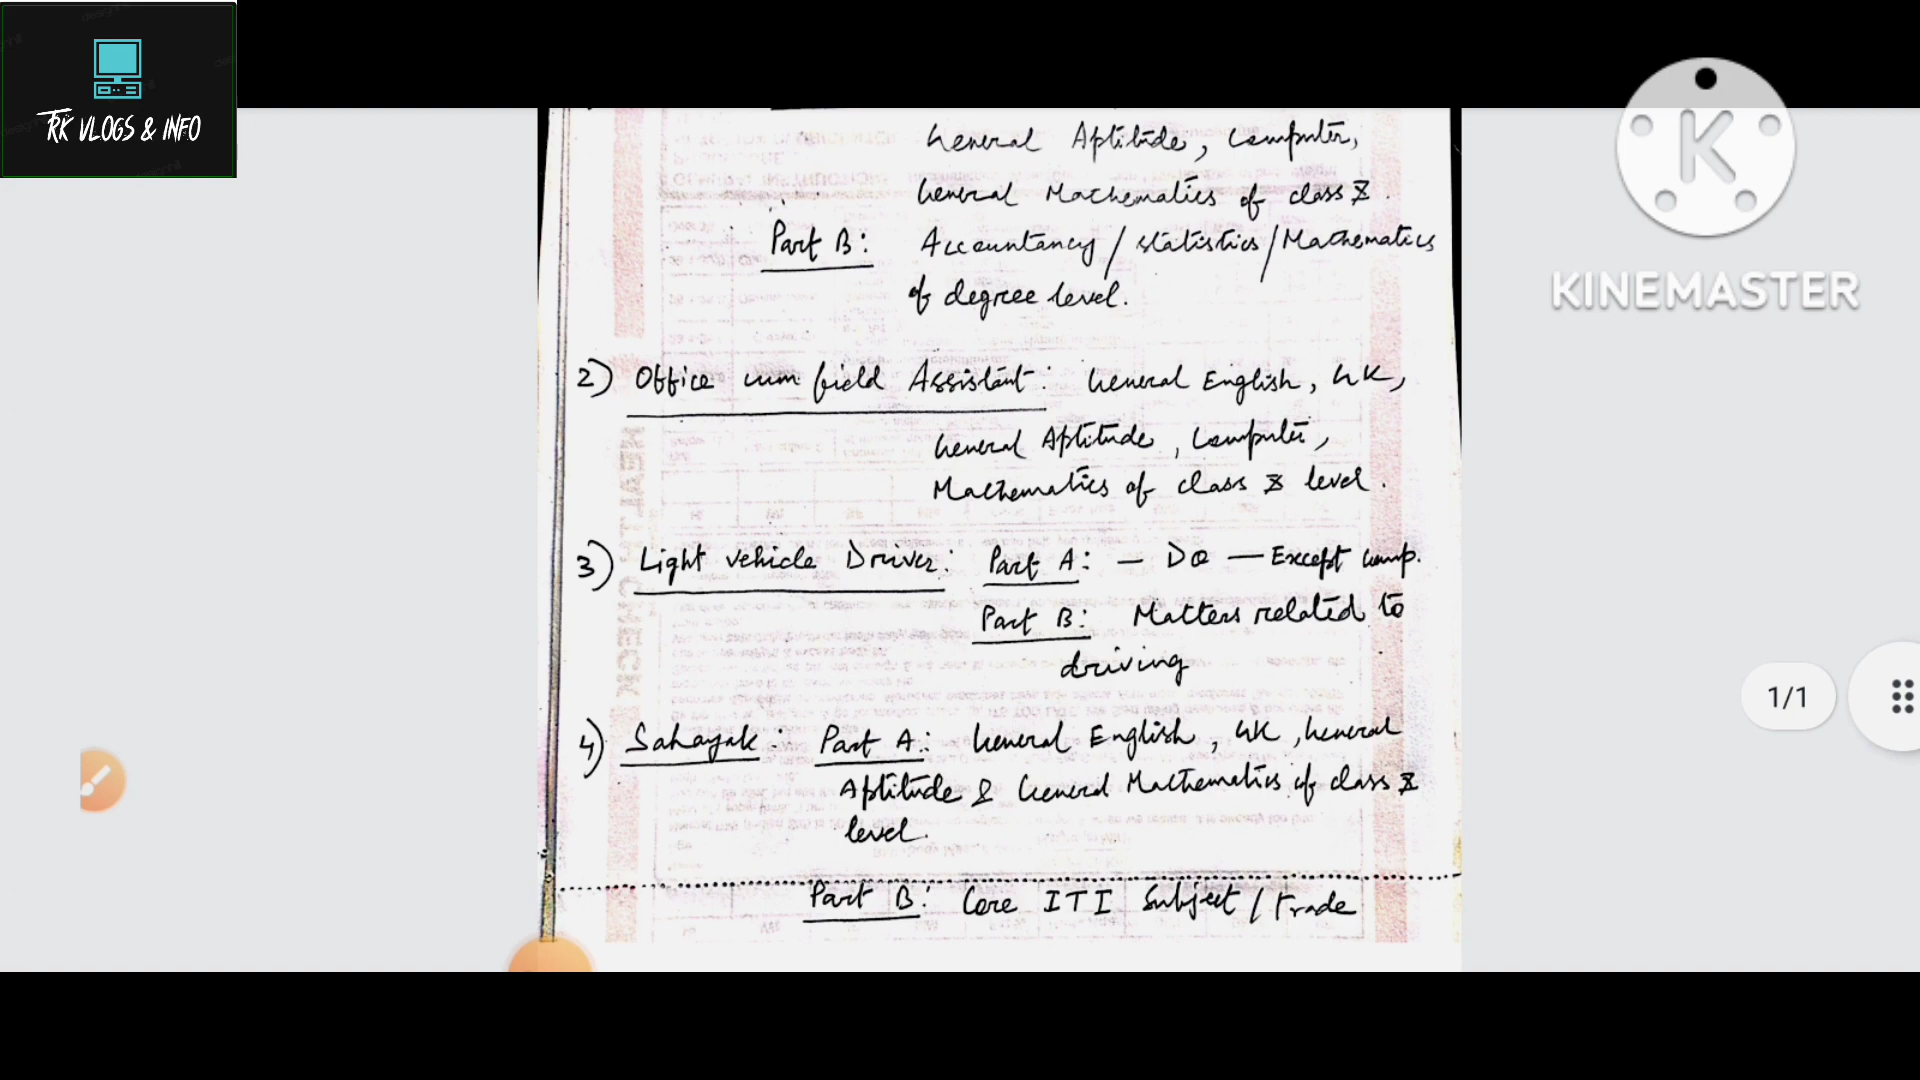 RK VLOGS & INFO
KINEMASTER
General Aptitude, Computer,
General Mathematics of class X.
Part B: Accountancy / Statistics / Mathematics
of degree level.
2) Office cum field Assistant: General English, GK,
General Aptitude, Computer,
Mathematics of class X level.
3) Light vehicle Driver: Part A: — DO — Except comp.
Part B: Matters related to
driving
1/1
4) Sahayak: Part A: General English, GK, General
Aptitude & General Mathematics of class X
level.
Part B: Core ITI Subject / Trade